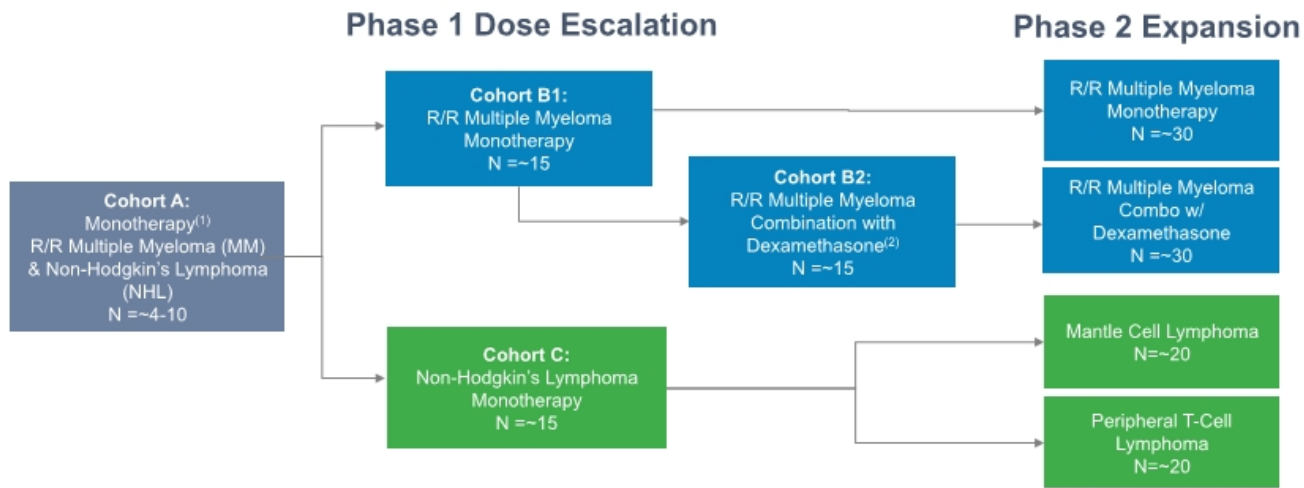 Phase 1 Dose Escalation
Phase 2 Expansion
Cohort A:
Monotherapy(1)
R/R Multiple Myeloma (MM)
& Non-Hodgkin's Lymphoma
(NHL)
N =~4-10
Cohort B1:
R/R Multiple Myeloma
Monotherapy
N =~15
Cohort B2:
R/R Multiple Myeloma
Combination with
Dexamethasone(2)
N =~15
Cohort C:
Non-Hodgkin's Lymphoma
Monotherapy
N =~15
R/R Multiple Myeloma
Monotherapy
N =~30
R/R Multiple Myeloma
Combo w/
Dexamethasone
N =~30
Mantle Cell Lymphoma
N=~20
Peripheral T-Cell
Lymphoma
N=~20